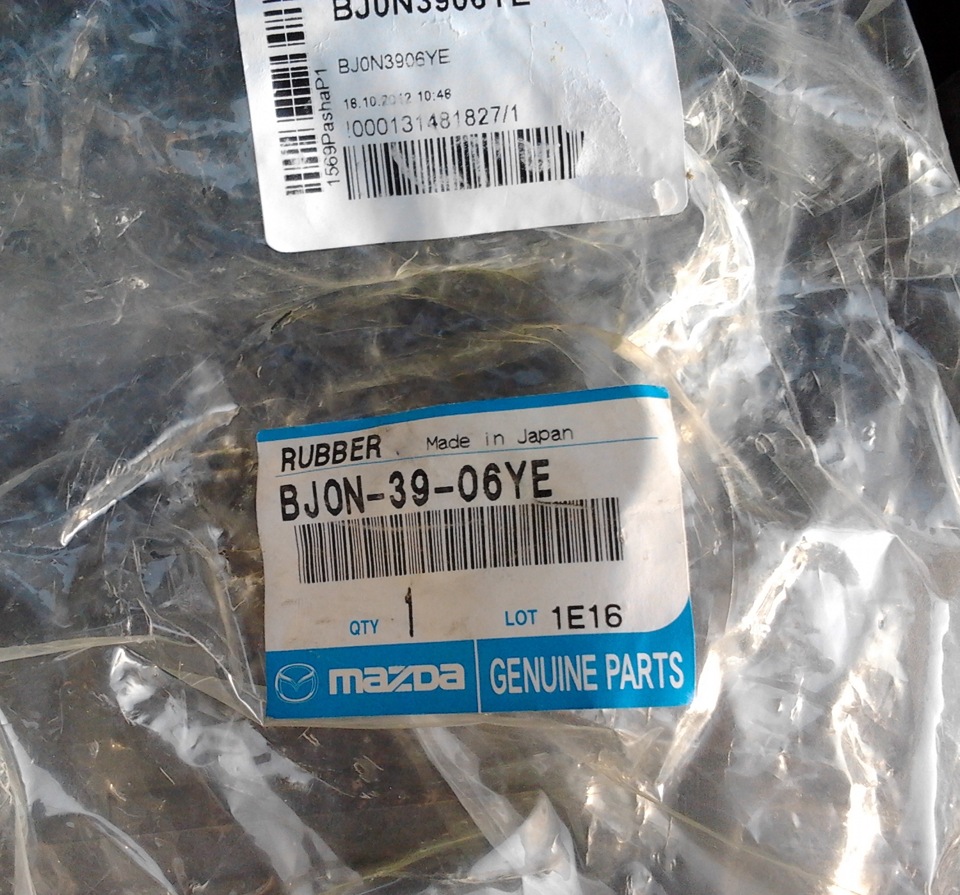 BJ0N3906YE
BJ0N3906YE
18.10.2012 10:46
1000131481827/1
1569PashaP1
RUBBER Made in Japan
BJ0N-39-06YE
QTY 1 LOT 1E16
mazda GENUINE PARTS